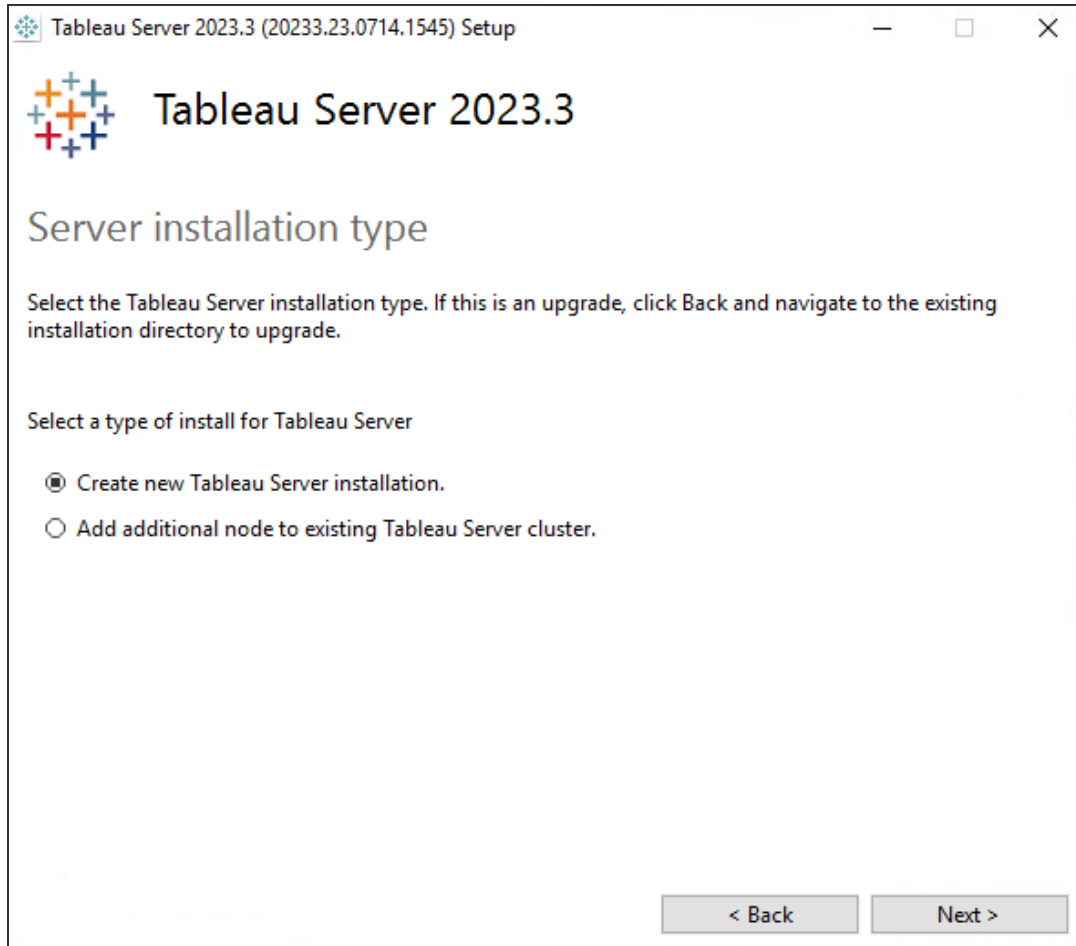 Tableau Server 2023.3 (20233.23.0714.1545) Setup
Tableau Server 2023.3
Server installation type
Select the Tableau Server installation type. If this is an upgrade, click Back and navigate to the existing
installation directory to upgrade.
Select a type of install for Tableau Server
Create new Tableau Server installation.
Add additional node to existing Tableau Server cluster.
< Back
Next >